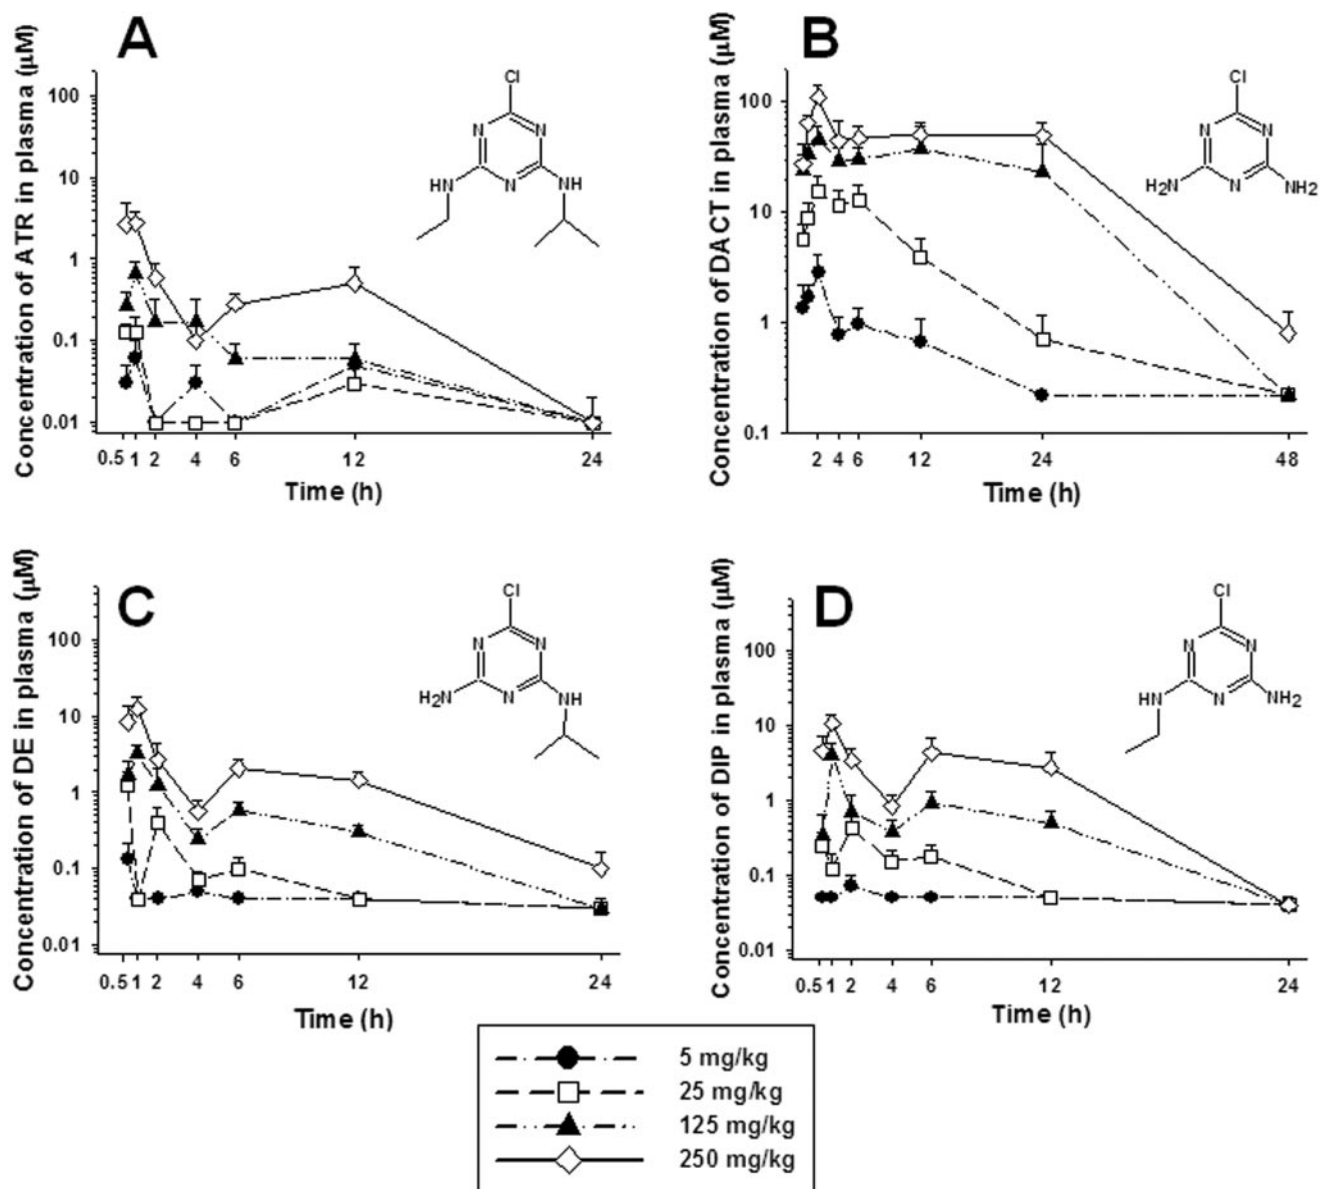 A
Concentration of ATR in plasma (μM)
100
10
1
0.1
0.01
0.5 1 2 4 6 12 24
Time (h)
Cl
N N
HN N NH
B
Concentration of DACT in plasma (μM)
100
10
1
0.1
2 4 6 12 24 48
Time (h)
Cl
N N
H2N N NH2
C
Concentration of DE in plasma (μM)
100
10
1
0.1
0.01
0.5 1 2 4 6 12 24
Time (h)
Cl
N N
H2N N NH
D
Concentration of DIP in plasma (μM)
100
10
1
0.1
0.01
0.5 1 2 4 6 12 24
Time (h)
Cl
N N
HN N NH2
5 mg/kg
25 mg/kg
125 mg/kg
250 mg/kg